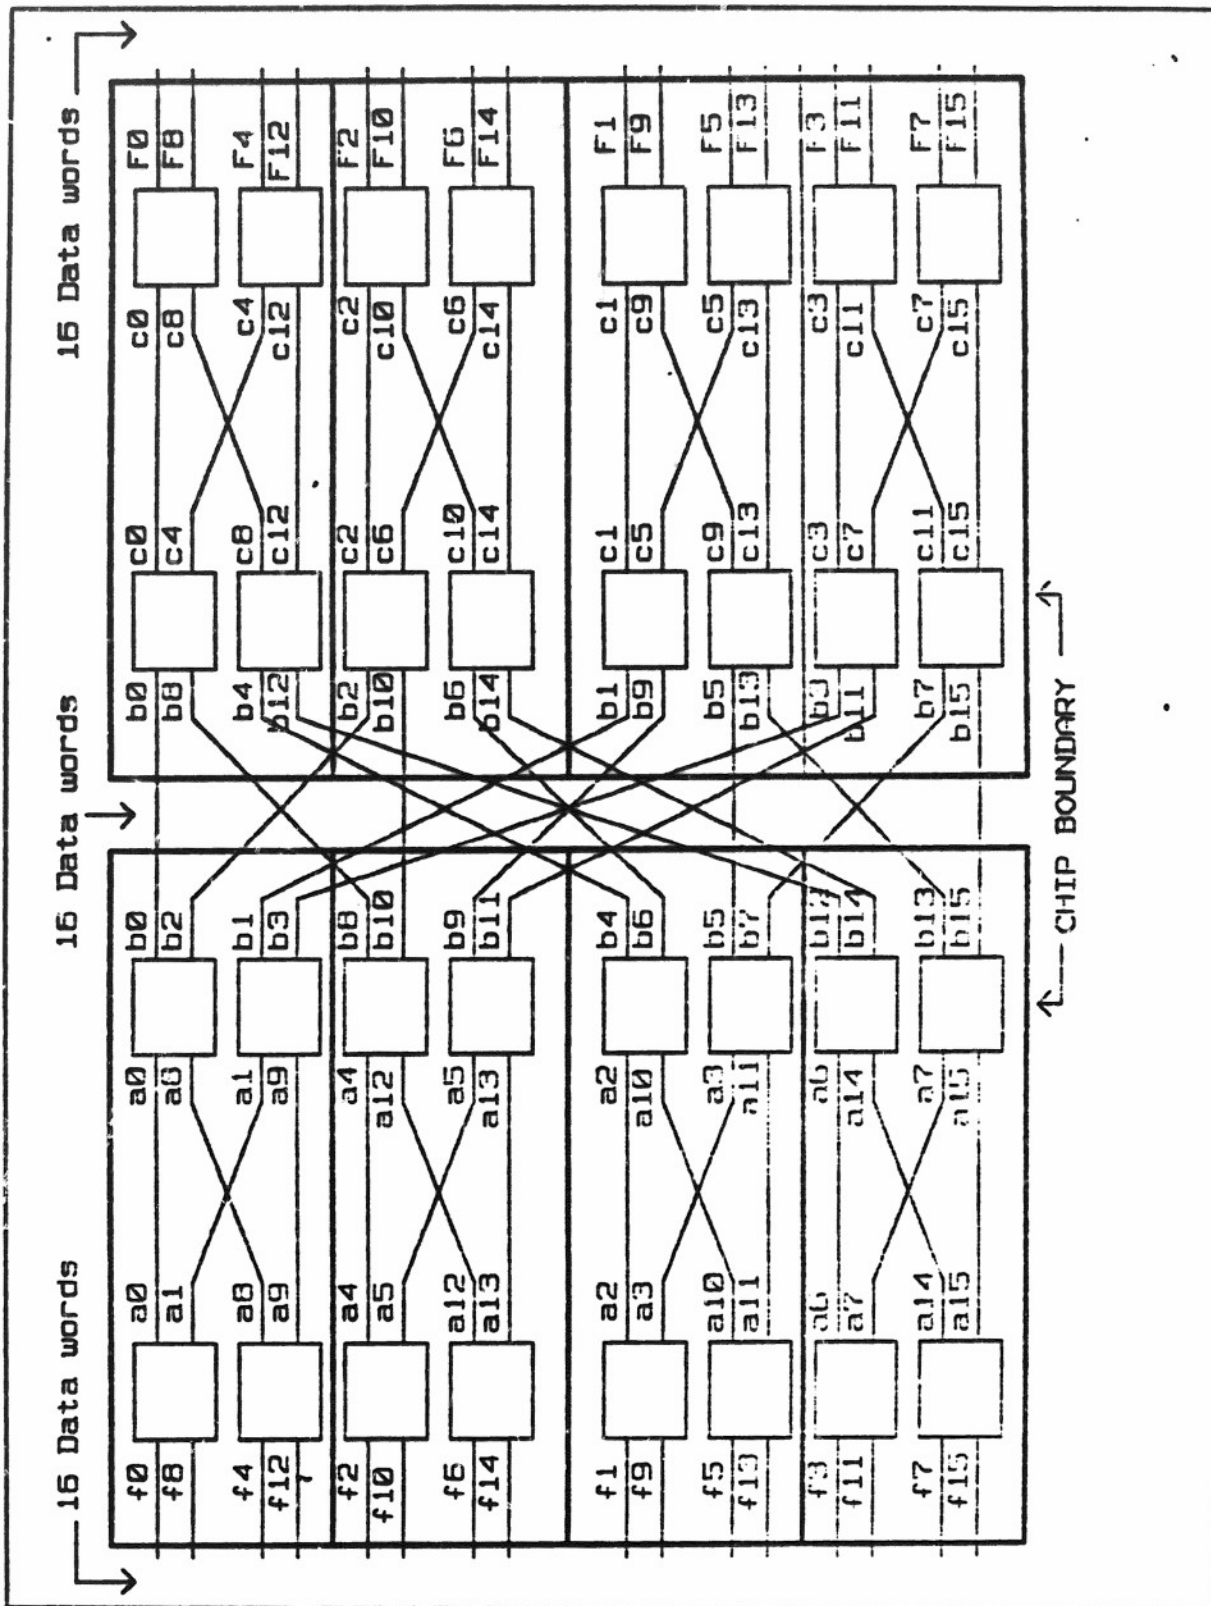 16 Data words 16 Data words 16 Data words
f0 a0 a0 b0 b0 c0 c0 F0
f8 a1 a8 b2 b8 c4 c8 F8
f4 a8 a1 b1 b4 c8 c4 F4
f12 a9 a9 b3 b12 c12 c12 F12
f2 a4 a4 b8 b2 c2 c2 F2
f10 a5 a12 b10 b10 c6 c10 F10
f6 a12 a5 b9 b6 c10 c6 F6
f14 a13 a13 b11 b14 c14 c14 F14
f1 a2 a2 b4 b1 c1 c1 F1
f9 a3 a10 b6 b9 c5 c9 F9
f5 a10 a3 b5 b5 c9 c5 F5
f13 a11 a11 b7 b13 c13 c13 F13
f3 a6 a6 b12 b3 c3 c3 F3
f11 a7 a14 b14 b11 c7 c11 F11
f7 a14 a7 b13 b7 c11 c7 F7
f15 a15 a15 b15 b15 c15 c15 F15
CHIP BOUNDARY